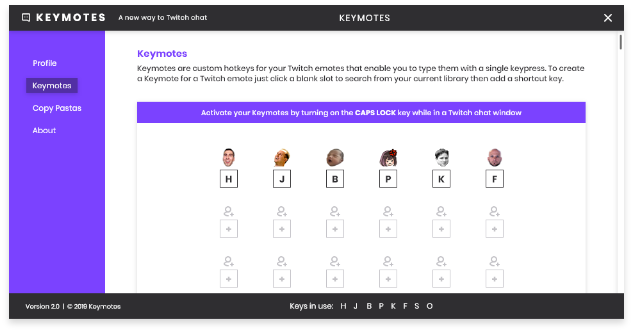 KEYMOTES A new way to Twitch chat KEYMOTES ×
Profile
Keymotes
Copy Pastas
About
Keymotes
Keymotes are custom hotkeys for your Twitch emotes that enable you to type them with a single keypress. To create
a Keymote for a Twitch emote just click a blank slot to search from your current library then add a shortcut key.
Activate your Keymotes by turning on the CAPS LOCK key while in a Twitch chat window
H J B P K F
+ + + + + +
+ + + + + +
Version 2.0 | © 2019 Keymotes Keys in use: H J B P K F S O